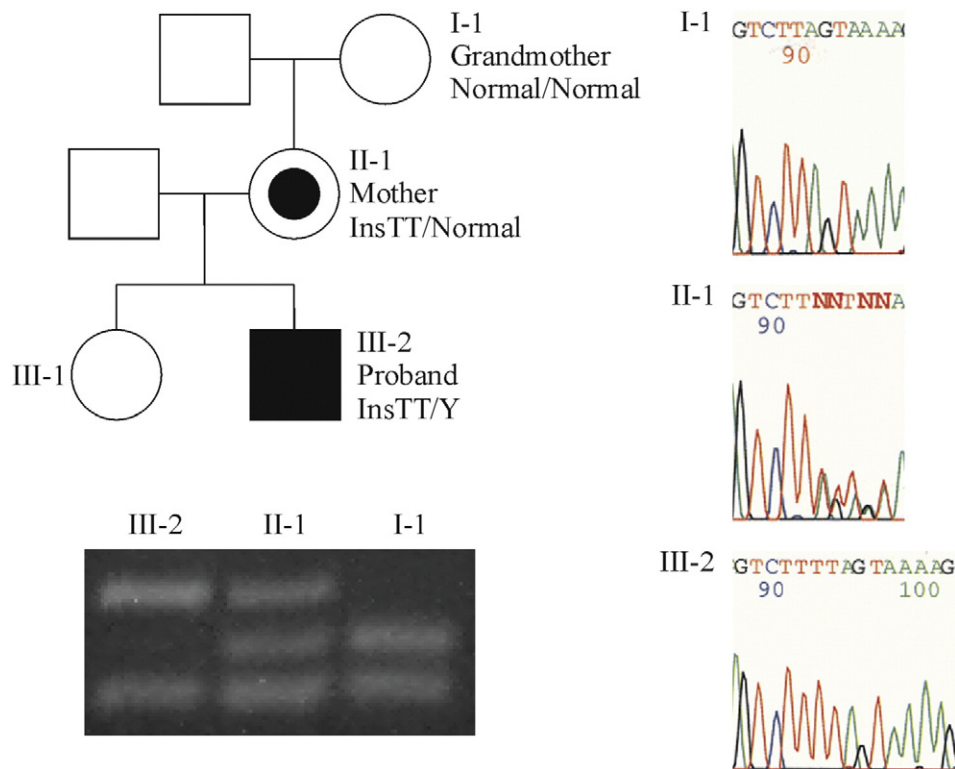 I-1
Grandmother
Normal/Normal
II-1
Mother
InsTT/Normal
III-1
III-2
Proband
InsTT/Y
III-2 II-1 I-1
I-1
GTCTTAGTAAAAG
90
II-1
GTCTTNNTNNA
90
III-2
GTCTTTTAGTAAAAG
90 100